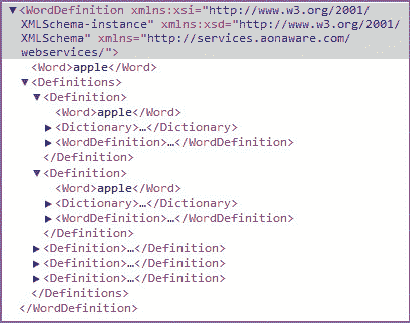 ▼<WordDefinition xmlns:xsi="http://www.w3.org/2001/
XMLSchema-instance" xmlns:xsd="http://www.w3.org/2001/
XMLSchema" xmlns="http://services.aonaware.com/
webservices/">
<Word>apple</Word>
▼<Definitions>
▼<Definition>
<Word>apple</Word>
▶<Dictionary>…</Dictionary>
▶<WordDefinition>…</WordDefinition>
</Definition>
▼<Definition>
<Word>apple</Word>
▶<Dictionary>…</Dictionary>
▶<WordDefinition>…</WordDefinition>
</Definition>
▶<Definition>…</Definition>
▶<Definition>…</Definition>
▶<Definition>…</Definition>
</Definitions>
</WordDefinition>